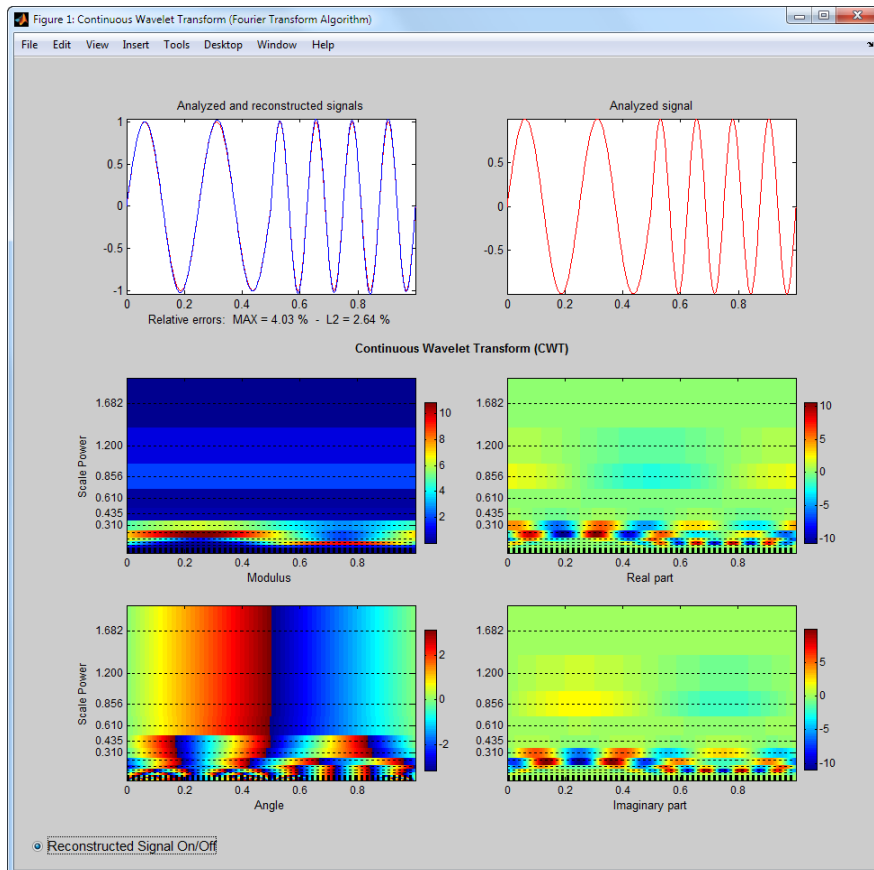 Figure 1: Continuous Wavelet Transform (Fourier Transform Algorithm)
File Edit View Insert Tools Desktop Window Help
Analyzed and reconstructed signals
1
0.5
0
-0.5
-1
0 0.2 0.4 0.6 0.8
Relative errors: MAX = 4.03 % - L2 = 2.64 %
Analyzed signal
0.5
0
-0.5
0 0.2 0.4 0.6 0.8
Continuous Wavelet Transform (CWT)
Scale Power
1.682
1.200
0.856
0.610
0.435
0.310
0 0.2 0.4 0.6 0.8
Modulus
10
8
6
4
2
1.682
1.200
0.856
0.610
0.435
0.310
0 0.2 0.4 0.6 0.8
Real part
10
5
0
-5
-10
Scale Power
1.682
1.200
0.856
0.610
0.435
0.310
0 0.2 0.4 0.6 0.8
Angle
2
0
-2
1.682
1.200
0.856
0.610
0.435
0.310
0 0.2 0.4 0.6 0.8
Imaginary part
5
0
-5
-10
Reconstructed Signal On/Off